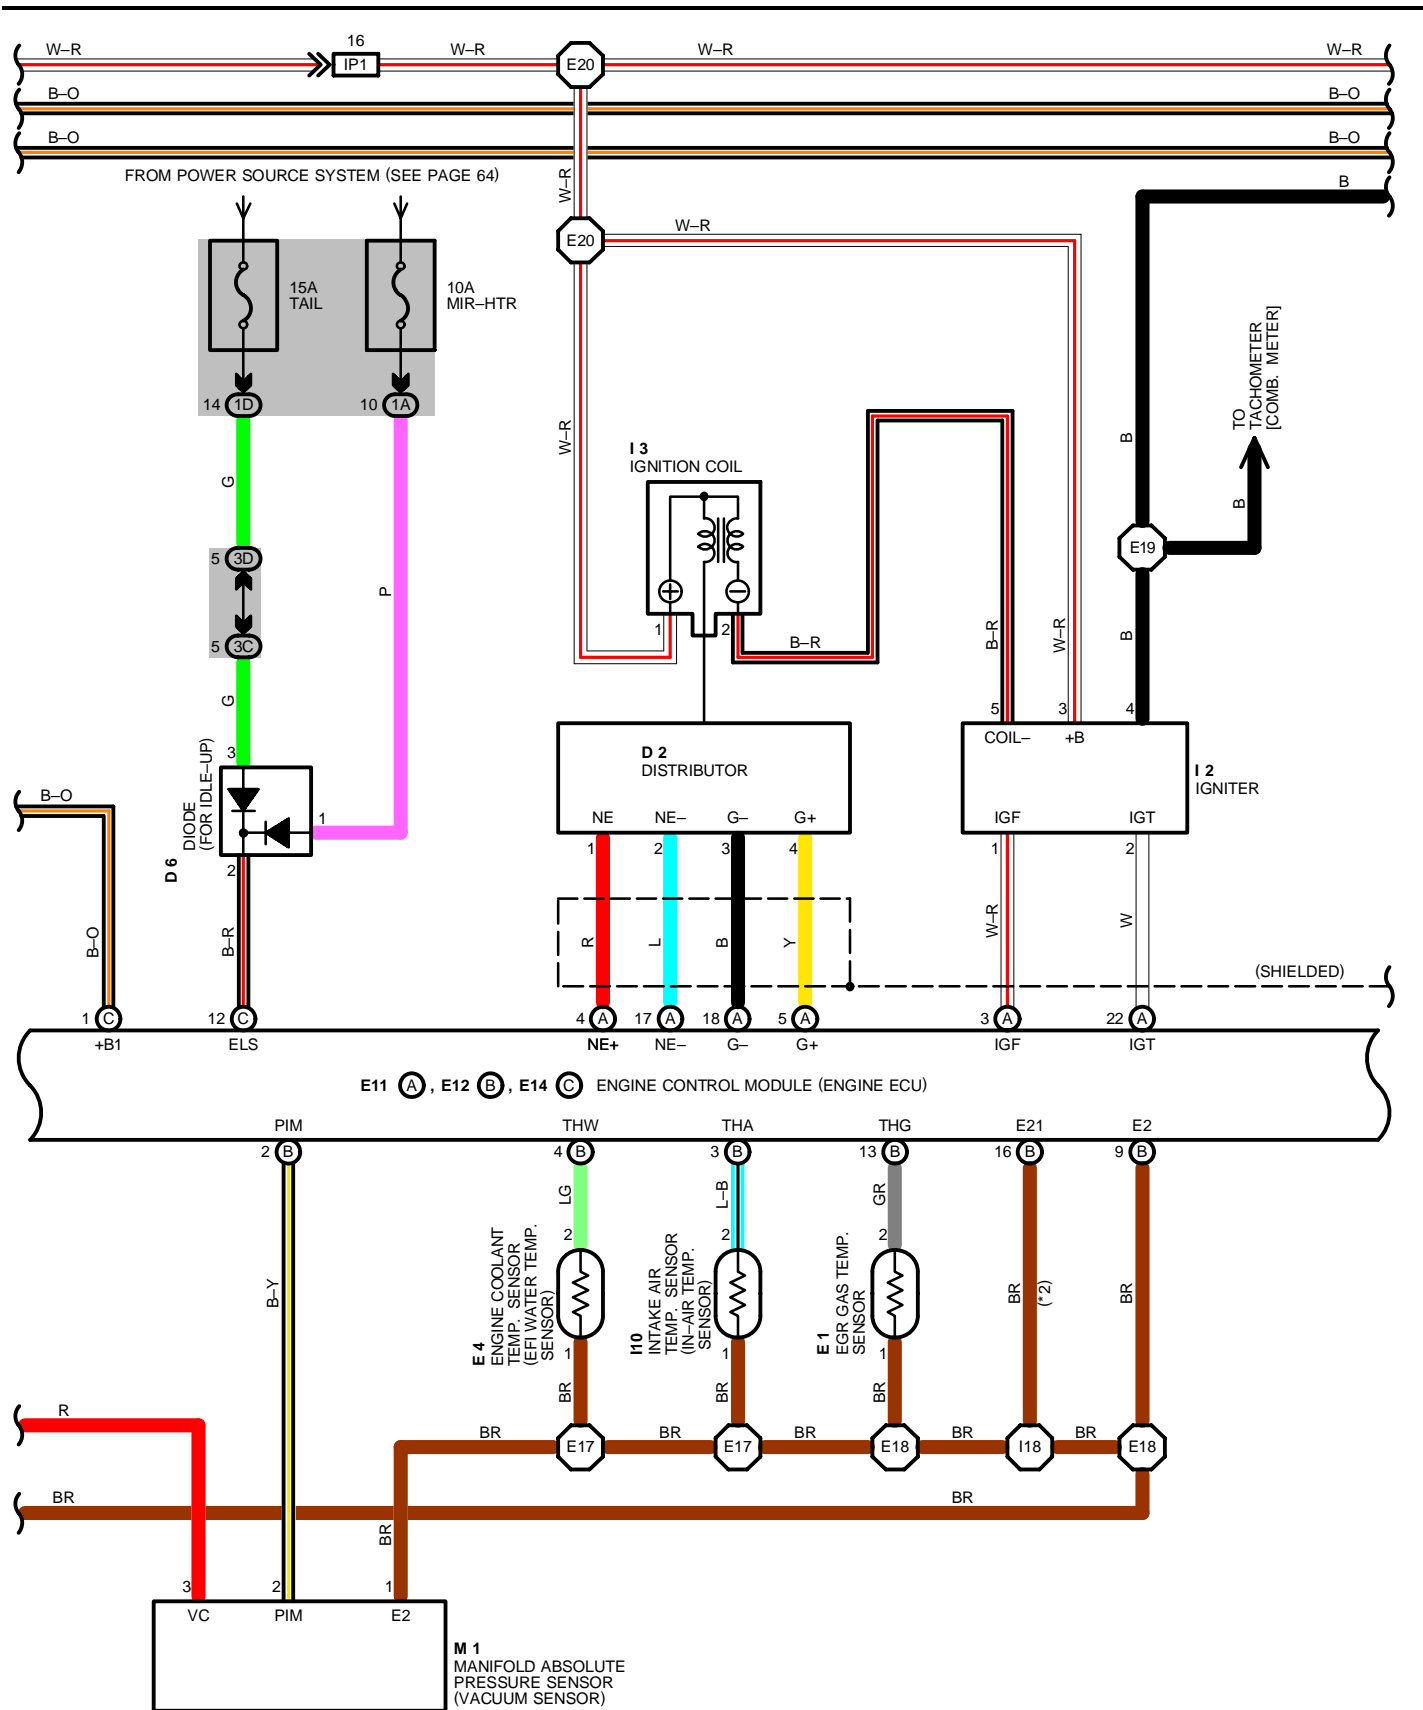 W–R
16
IP1
W–R
E20
W–R
W–R
B–O
B–O
B–O
B–O
FROM POWER SOURCE SYSTEM (SEE PAGE 64)
W–R
B
E20
W–R
15A
TAIL
10A
MIR–HTR
TO
TACHOMETER
[COMB. METER]
14 1D
10 1A
W–R
B
I 3
IGNITION COIL
G
B
5 3D
E19
P
1
2
B–R
B–R
W–R
B
5 3C
G
3
5
3
4
D 2
DISTRIBUTOR
COIL–
+B
I 2
IGNITER
B–O
DIODE
(FOR IDLE–UP)
D 6
1
2
NE
NE–
G–
G+
IGF
IGT
1
2
3
4
1
2
B–O
B–R
R
L
B
Y
W–R
W
(SHIELDED)
1 C
12 C
4 A
17 A
18 A
5 A
3 A
22 A
+B1
ELS
NE+
NE–
G–
G+
IGF
IGT
E11 A , E12 B , E14 C ENGINE CONTROL MODULE (ENGINE ECU)
PIM
THW
THA
THG
E21
E2
2 B
4 B
3 B
13 B
16 B
9 B
LG
L–B
GR
2
2
2
B–Y
E 4
ENGINE COOLANT
TEMP. SENSOR
(EFI WATER TEMP.
SENSOR)
I10
INTAKE AIR
TEMP. SENSOR
(IN–AIR TEMP.
SENSOR)
E 1
EGR GAS TEMP.
SENSOR
BR
(*2)
BR
1
1
1
BR
BR
BR
R
BR
E17
BR
E17
BR
E18
BR
I18
BR
E18
BR
BR
BR
3
2
1
VC
PIM
E2
M 1
MANIFOLD ABSOLUTE
PRESSURE SENSOR
(VACUUM SENSOR)